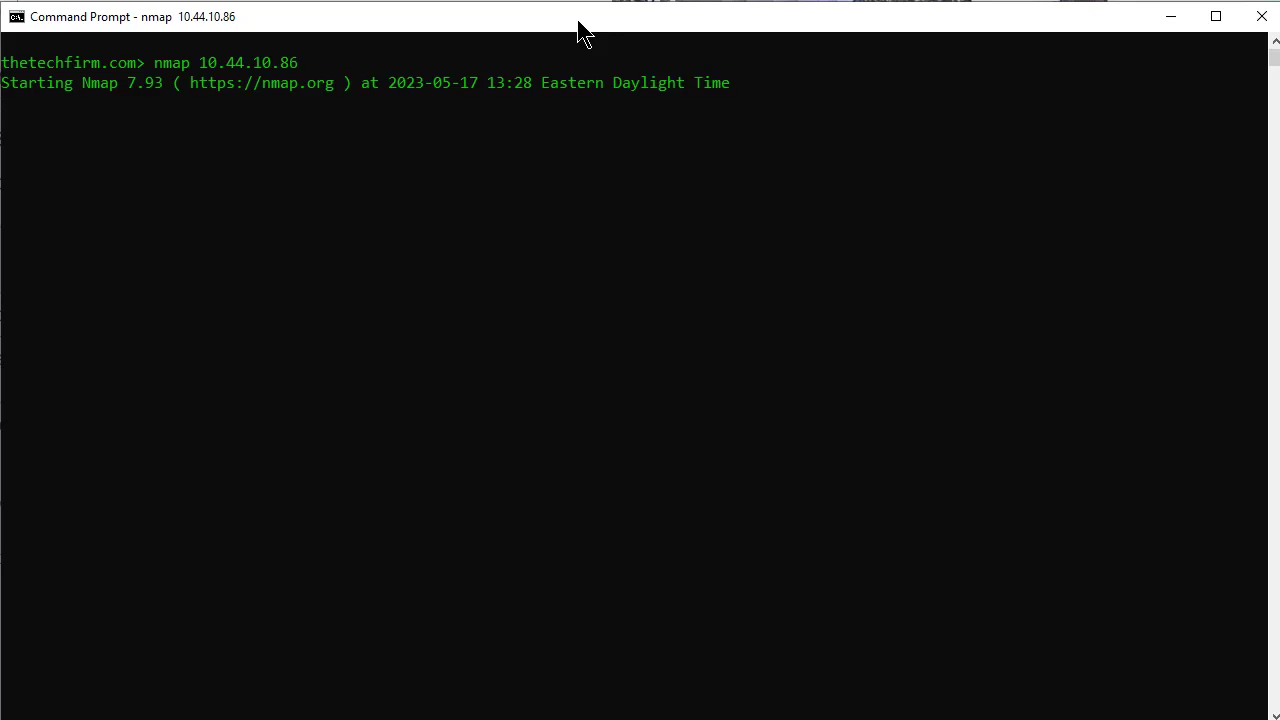 Command Prompt - nmap  10.44.10.86
thetechfirm.com> nmap 10.44.10.86
Starting Nmap 7.93 ( https://nmap.org ) at 2023-05-17 13:28 Eastern Daylight Time